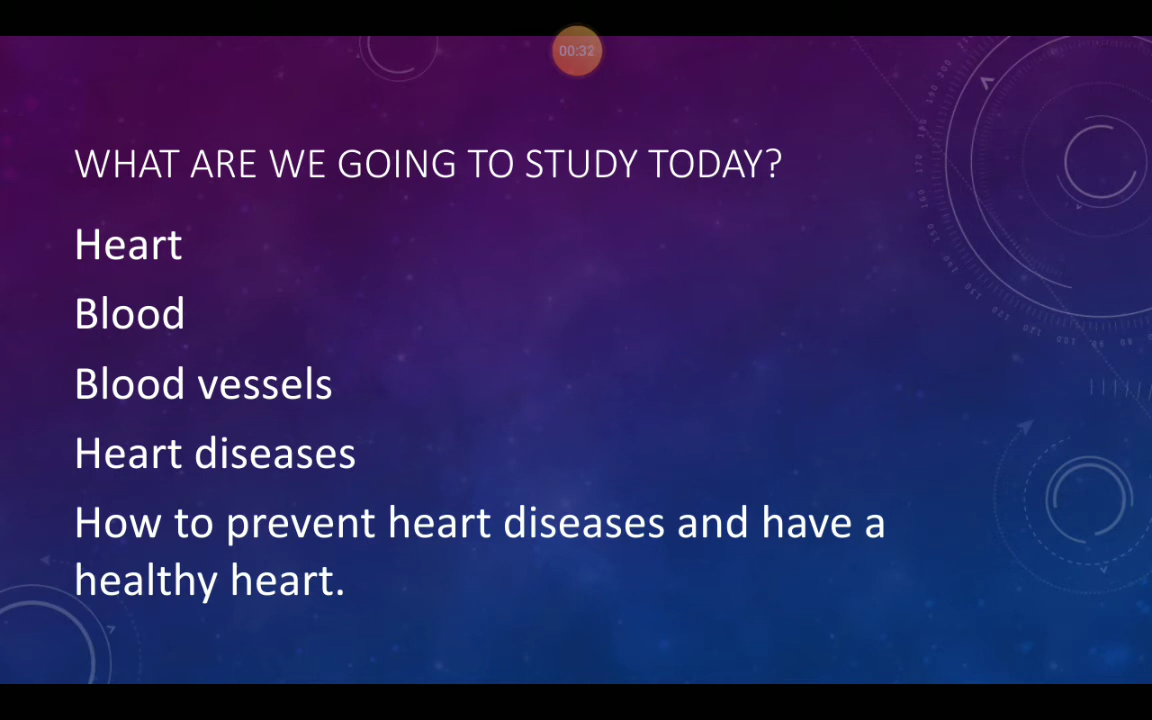 00:32
WHAT ARE WE GOING TO STUDY TODAY?
Heart
Blood
Blood vessels
Heart diseases
How to prevent heart diseases and have a
healthy heart.